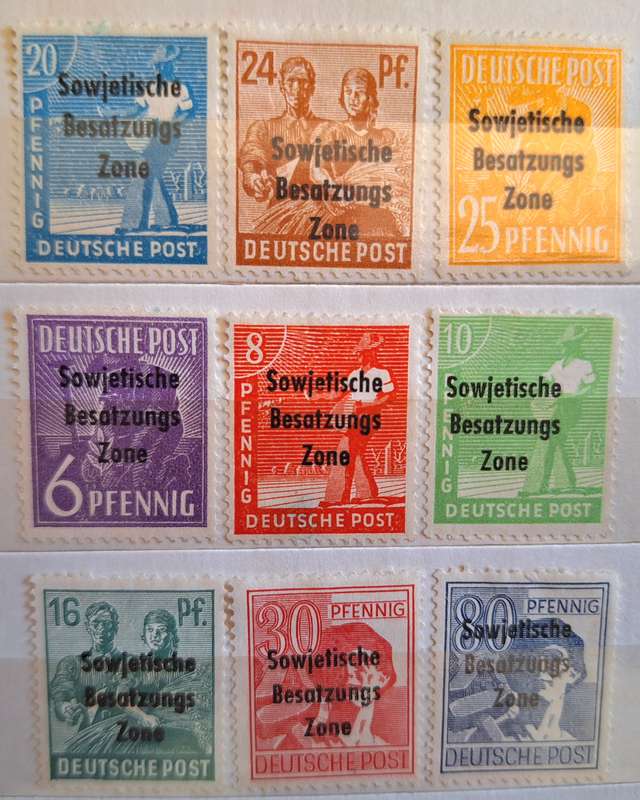 20
PFENNIG
Sowjetische
Besatzungs
Zone
DEUTSCHE POST
24 Pf.
Sowjetische
Besatzungs
Zone
DEUTSCHE POST
DEUTSCHE POST
Sowjetische
Besatzungs
Zone
25 PFENNIG
DEUTSCHE POST
Sowjetische
Besatzungs
Zone
6 PFENNIG
8
PFENNIG
Sowjetische
Besatzungs
Zone
DEUTSCHE POST
10
PFENNIG
Sowjetische
Besatzungs
Zone
DEUTSCHE POST
16 Pf.
Sowjetische
Besatzungs
Zone
DEUTSCHE POST
30 PFENNIG
Sowjetische
Besatzungs
Zone
DEUTSCHE POST
80 PFENNIG
Sowjetische
Besatzungs
Zone
DEUTSCHE POST